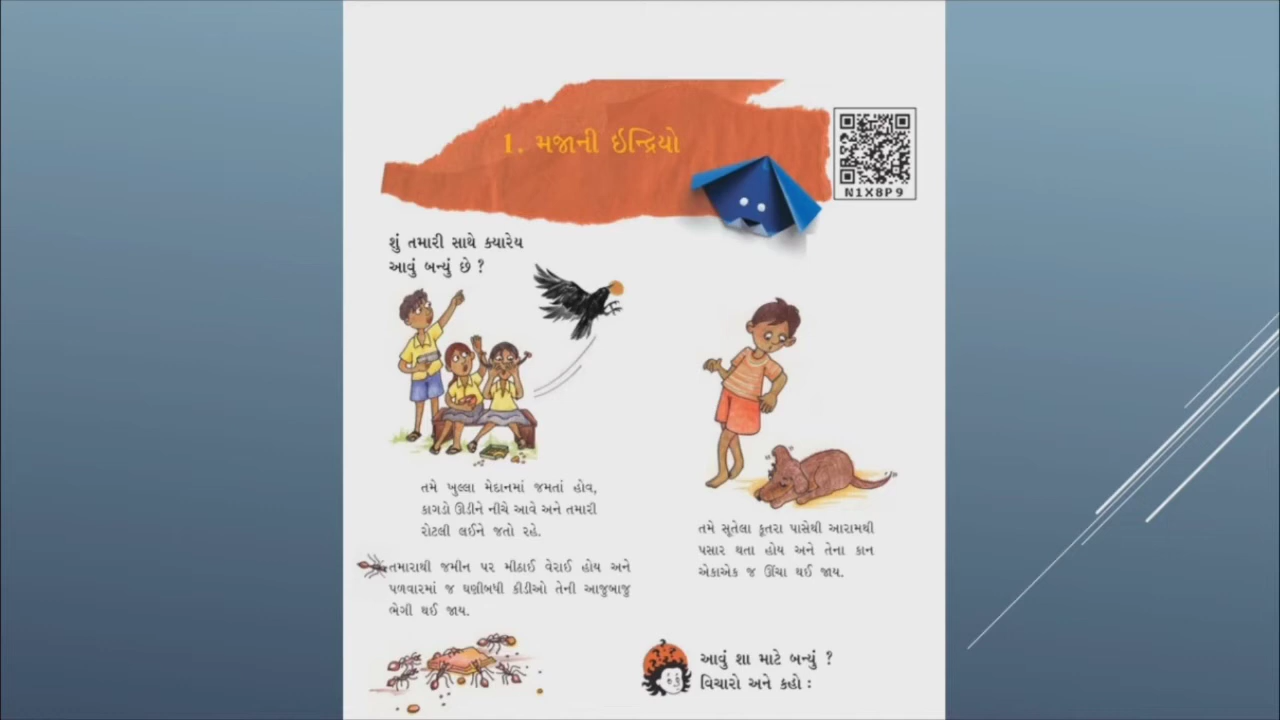 1. મજાની ઇન્દ્રિયો
N1X8P9
શું તમારી સાથે ક્યારેય
આવું બન્યું છે ?
તમે ખુલ્લા મેદાનમાં જમતાં હોવ,
કાગડો ઊડીને નીચે આવે અને તમારી
રોટલી લઈને જતો રહે.
તમે સૂતેલા કૂતરા પાસેથી આરામથી
પસાર થતા હોય અને તેના કાન
એકાએક જ ઊંચા થઈ જાય.
તમારાથી જમીન પર મીઠાઈ વેરાઈ હોય અને
પળવારમાં જ ઘણીબધી કીડીઓ તેની આજુબાજુ
ભેગી થઈ જાય.
આવું શા માટે બન્યું ?
વિચારો અને કહો :